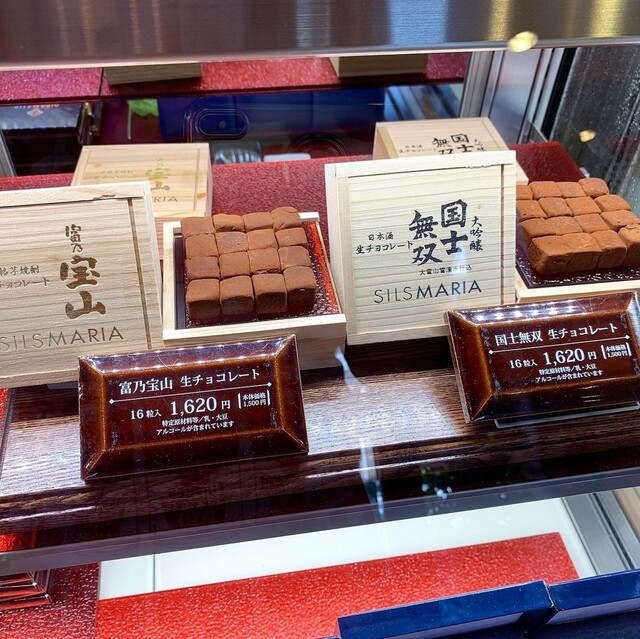 宝山
国士無双
富乃
宝山
格芋焼酎
チョコレート
SILSMARIA
大吟醸
国士
無双
日本酒
生チョコレート
SILSMARIA
富乃宝山 生チョコレート
16粒入 1,620円
本体価格
1,500円
特定原材料等／乳・大豆
アルコールが含まれています
国士無双 生チョコレート
16粒入 1,620円
本体価格
1,500円
特定原材料等／乳・大豆
アルコールが含まれています